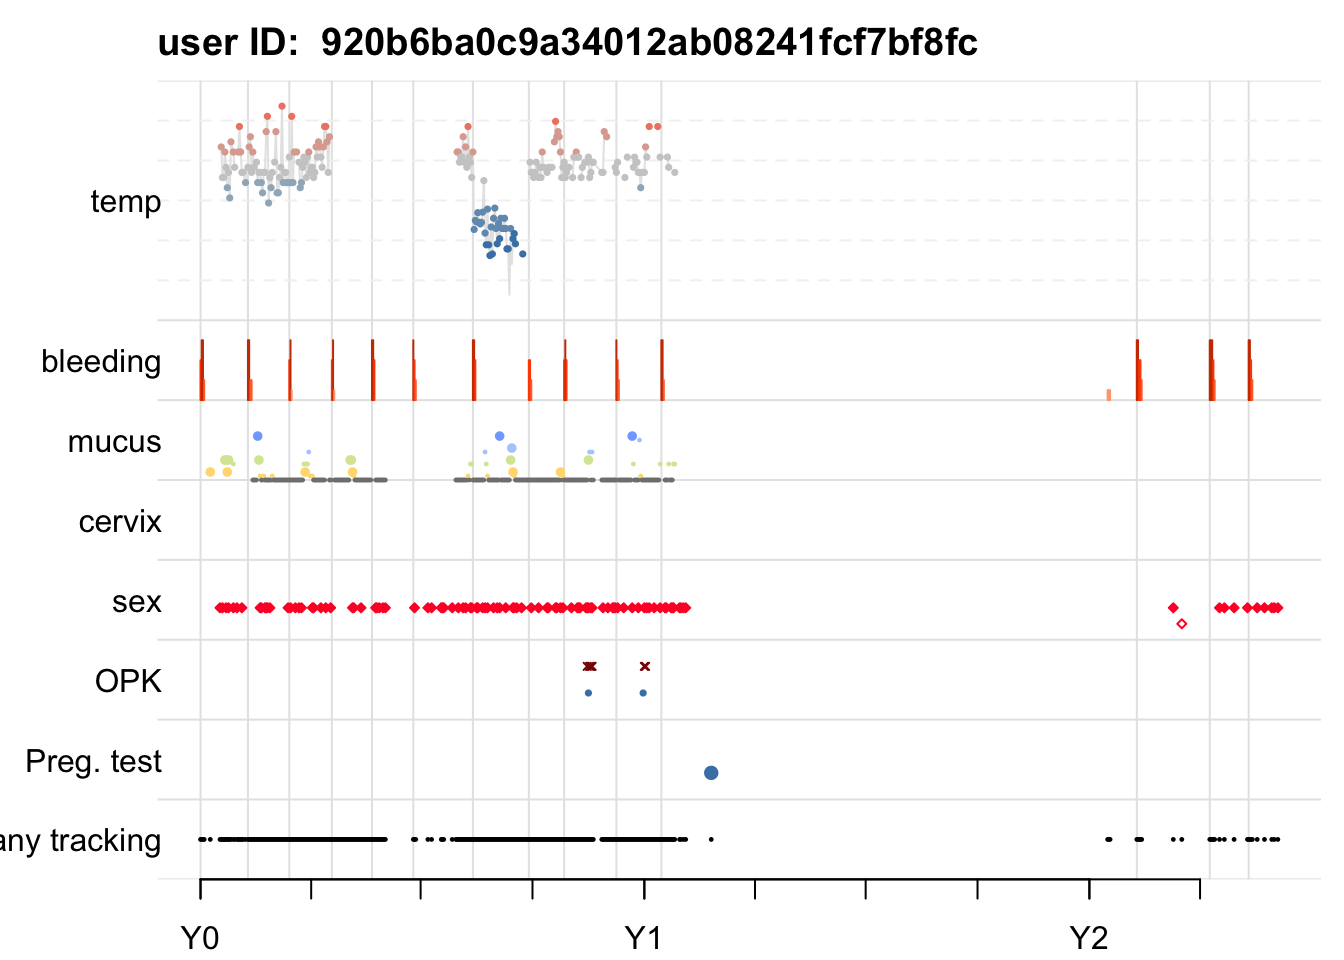 user ID:  920b6ba0c9a34012ab08241fcf7bf8fc
temp
bleeding
mucus
cervix
sex
OPK
Preg. test
any tracking
Y0 Y1 Y2